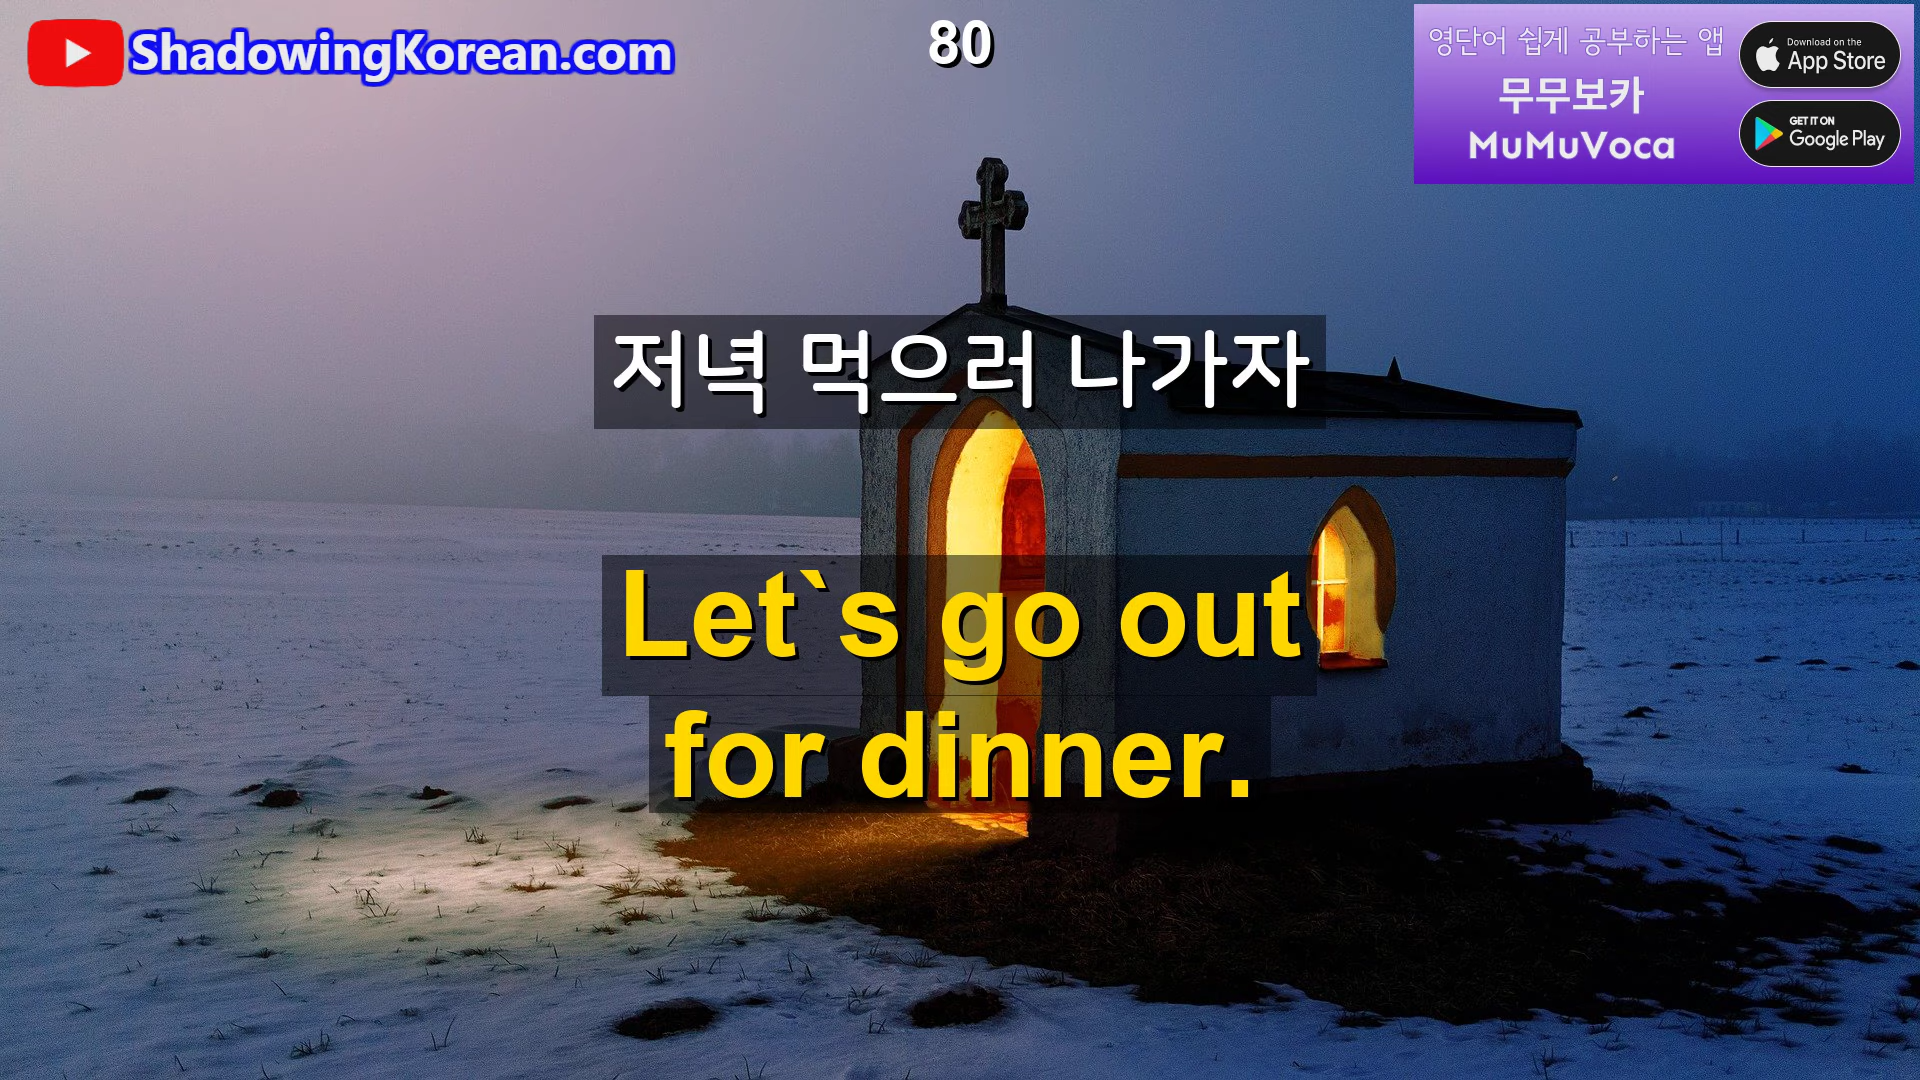 ShadowingKorean.com
80
영단어 쉽게 공부하는 앱
무무보카
MuMuVoca
Download on the
App Store
GET IT ON
Google Play
저녁 먹으러 나가자
Let`s go out
for dinner.